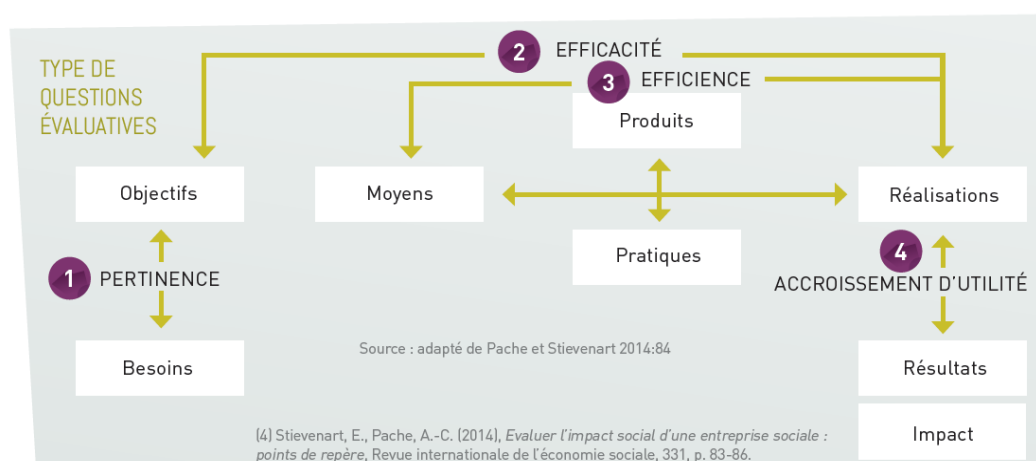 TYPE DE
QUESTIONS
ÉVALUATIVES
2 EFFICACITÉ
3 EFFICIENCE
Produits
Objectifs
Moyens
Réalisations
Pratiques
1 PERTINENCE
4
ACCROISSEMENT D'UTILITÉ
Source : adapté de Pache et Stievenart 2014:84
Besoins
Résultats
Impact
(4) Stievenart, E., Pache, A.-C. (2014), Evaluer l'impact social d'une entreprise sociale :
points de repère, Revue internationale de l'économie sociale, 331, p. 83-86.